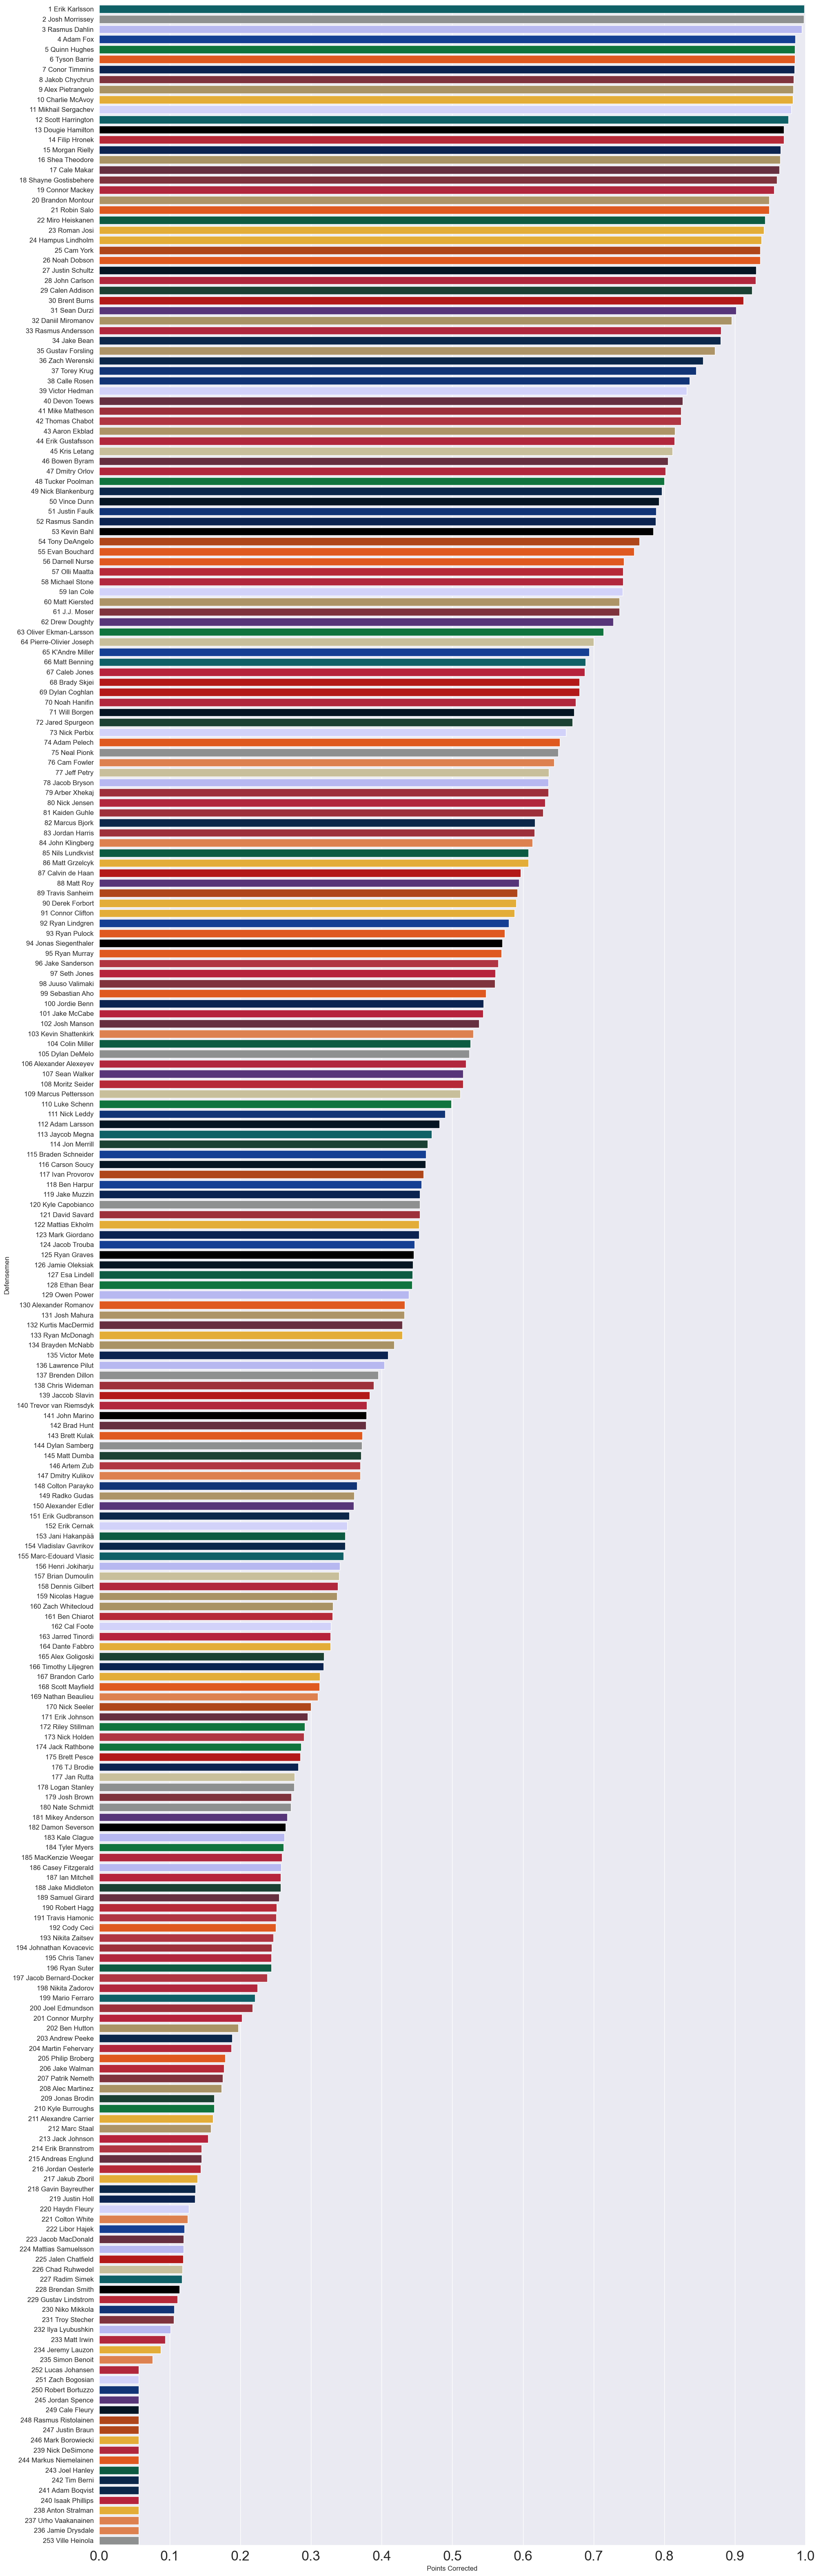 1 Erik Karlsson
2 Josh Morrissey
3 Rasmus Dahlin
4 Adam Fox
5 Quinn Hughes
6 Tyson Barrie
7 Conor Timmins
8 Jakob Chychrun
9 Alex Pietrangelo
10 Charlie McAvoy
11 Mikhail Sergachev
12 Scott Harrington
13 Dougie Hamilton
14 Filip Hronek
15 Morgan Rielly
16 Shea Theodore
17 Cale Makar
18 Shayne Gostisbehere
19 Connor Mackey
20 Brandon Montour
21 Robin Salo
22 Miro Heiskanen
23 Roman Josi
24 Hampus Lindholm
25 Cam York
26 Noah Dobson
27 Justin Schultz
28 John Carlson
29 Calen Addison
30 Brent Burns
31 Sean Durzi
32 Daniil Miromanov
33 Rasmus Andersson
34 Jake Bean
35 Gustav Forsling
36 Zach Werenski
37 Torey Krug
38 Calle Rosen
39 Victor Hedman
40 Devon Toews
41 Mike Matheson
42 Thomas Chabot
43 Aaron Ekblad
44 Erik Gustafsson
45 Kris Letang
46 Bowen Byram
47 Dmitry Orlov
48 Tucker Poolman
49 Nick Blankenburg
50 Vince Dunn
51 Justin Faulk
52 Rasmus Sandin
53 Kevin Bahl
54 Tony DeAngelo
55 Evan Bouchard
56 Darnell Nurse
57 Olli Maatta
58 Michael Stone
59 Ian Cole
60 Matt Kiersted
61 J.J. Moser
62 Drew Doughty
63 Oliver Ekman-Larsson
64 Pierre-Olivier Joseph
65 K'Andre Miller
66 Matt Benning
67 Caleb Jones
68 Brady Skjei
69 Dylan Coghlan
70 Noah Hanifin
71 Will Borgen
72 Jared Spurgeon
73 Nick Perbix
74 Adam Pelech
75 Neal Pionk
76 Cam Fowler
77 Jeff Petry
78 Jacob Bryson
79 Arber Xhekaj
80 Nick Jensen
81 Kaiden Guhle
82 Marcus Bjork
83 Jordan Harris
84 John Klingberg
85 Nils Lundkvist
86 Matt Grzelcyk
87 Calvin de Haan
88 Matt Roy
89 Travis Sanheim
90 Derek Forbort
91 Connor Clifton
92 Ryan Lindgren
93 Ryan Pulock
94 Jonas Siegenthaler
95 Ryan Murray
96 Jake Sanderson
97 Seth Jones
98 Juuso Valimaki
99 Sebastian Aho
100 Jordie Benn
101 Jake McCabe
102 Josh Manson
103 Kevin Shattenkirk
104 Colin Miller
105 Dylan DeMelo
106 Alexander Alexeyev
107 Sean Walker
108 Moritz Seider
109 Marcus Pettersson
110 Luke Schenn
111 Nick Leddy
112 Adam Larsson
113 Jaycob Megna
114 Jon Merrill
115 Braden Schneider
116 Carson Soucy
117 Ivan Provorov
118 Ben Harpur
119 Jake Muzzin
120 Kyle Capobianco
121 David Savard
122 Mattias Ekholm
123 Mark Giordano
124 Jacob Trouba
125 Ryan Graves
126 Jamie Oleksiak
127 Esa Lindell
128 Ethan Bear
129 Owen Power
130 Alexander Romanov
131 Josh Mahura
132 Kurtis MacDermid
133 Ryan McDonagh
134 Brayden McNabb
135 Victor Mete
136 Lawrence Pilut
137 Brenden Dillon
138 Chris Wideman
139 Jaccob Slavin
140 Trevor van Riemsdyk
141 John Marino
142 Brad Hunt
143 Brett Kulak
144 Dylan Samberg
145 Matt Dumba
146 Artem Zub
147 Dmitry Kulikov
148 Colton Parayko
149 Radko Gudas
150 Alexander Edler
151 Erik Gudbranson
152 Erik Cernak
153 Jani Hakanpää
154 Vladislav Gavrikov
155 Marc-Edouard Vlasic
156 Henri Jokiharju
157 Brian Dumoulin
158 Dennis Gilbert
159 Nicolas Hague
160 Zach Whitecloud
161 Ben Chiarot
162 Cal Foote
163 Jarred Tinordi
164 Dante Fabbro
165 Alex Goligoski
166 Timothy Liljegren
167 Brandon Carlo
168 Scott Mayfield
169 Nathan Beaulieu
170 Nick Seeler
171 Erik Johnson
172 Riley Stillman
173 Nick Holden
174 Jack Rathbone
175 Brett Pesce
176 TJ Brodie
177 Jan Rutta
178 Logan Stanley
179 Josh Brown
180 Nate Schmidt
181 Mikey Anderson
182 Damon Severson
183 Kale Clague
184 Tyler Myers
185 MacKenzie Weegar
186 Casey Fitzgerald
187 Ian Mitchell
188 Jake Middleton
189 Samuel Girard
190 Robert Hagg
191 Travis Hamonic
192 Cody Ceci
193 Nikita Zaitsev
194 Johnathan Kovacevic
195 Chris Tanev
196 Ryan Suter
197 Jacob Bernard-Docker
198 Nikita Zadorov
199 Mario Ferraro
200 Joel Edmundson
201 Connor Murphy
202 Ben Hutton
203 Andrew Peeke
204 Martin Fehervary
205 Philip Broberg
206 Jake Walman
207 Patrik Nemeth
208 Alec Martinez
209 Jonas Brodin
210 Kyle Burroughs
211 Alexandre Carrier
212 Marc Staal
213 Jack Johnson
214 Erik Brannstrom
215 Andreas Englund
216 Jordan Oesterle
217 Jakub Zboril
218 Gavin Bayreuther
219 Justin Holl
220 Haydn Fleury
221 Colton White
222 Libor Hajek
223 Jacob MacDonald
224 Mattias Samuelsson
225 Jalen Chatfield
226 Chad Ruhwedel
227 Radim Simek
228 Brendan Smith
229 Gustav Lindstrom
230 Niko Mikkola
231 Troy Stecher
232 Ilya Lyubushkin
233 Matt Irwin
234 Jeremy Lauzon
235 Simon Benoit
252 Lucas Johansen
251 Zach Bogosian
250 Robert Bortuzzo
245 Jordan Spence
249 Cale Fleury
248 Rasmus Ristolainen
247 Justin Braun
246 Mark Borowiecki
239 Nick DeSimone
244 Markus Niemelainen
243 Joel Hanley
242 Tim Berni
241 Adam Boqvist
240 Isaak Phillips
238 Anton Stralman
237 Urho Vaakanainen
236 Jamie Drysdale
253 Ville Heinola
Defensemen
0.0 0.1 0.2 0.3 0.4 0.5 0.6 0.7 0.8 0.9 1.0
Points Corrected